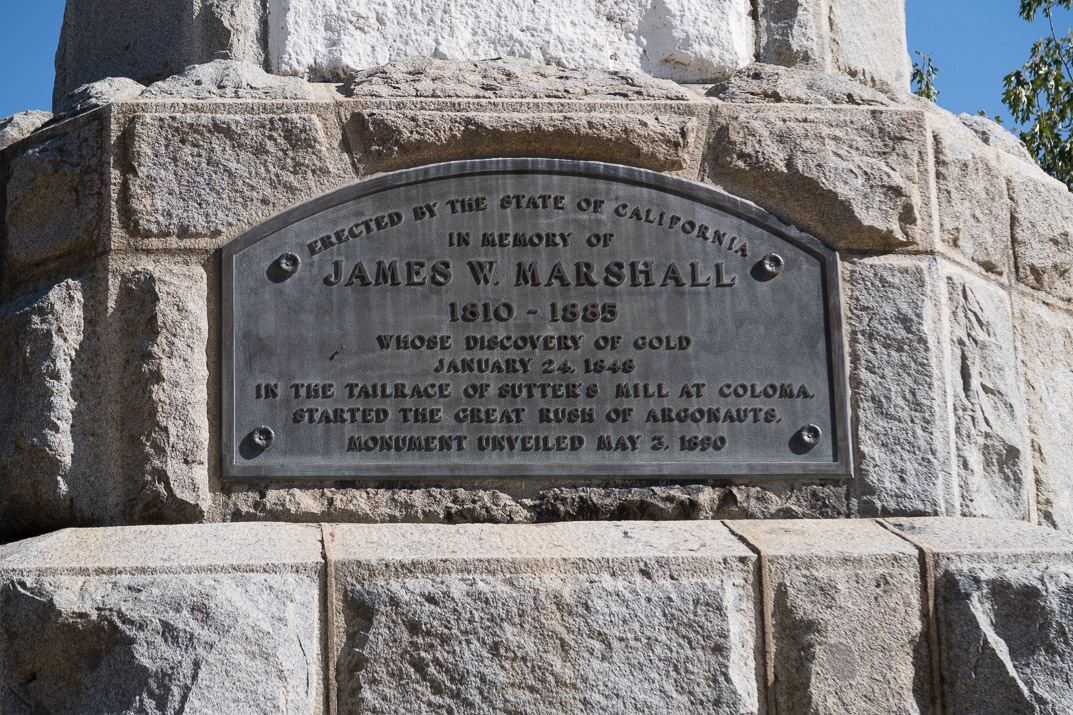 ERECTED BY THE STATE OF CALIFORNIA
IN MEMORY OF
JAMES W. MARSHALL
1810 - 1885
WHOSE DISCOVERY OF GOLD
JANUARY 24, 1848
IN THE TAILRACE OF SUTTER'S MILL AT COLOMA,
STARTED THE GREAT RUSH OF ARGONAUTS.
MONUMENT UNVEILED MAY 3, 1890